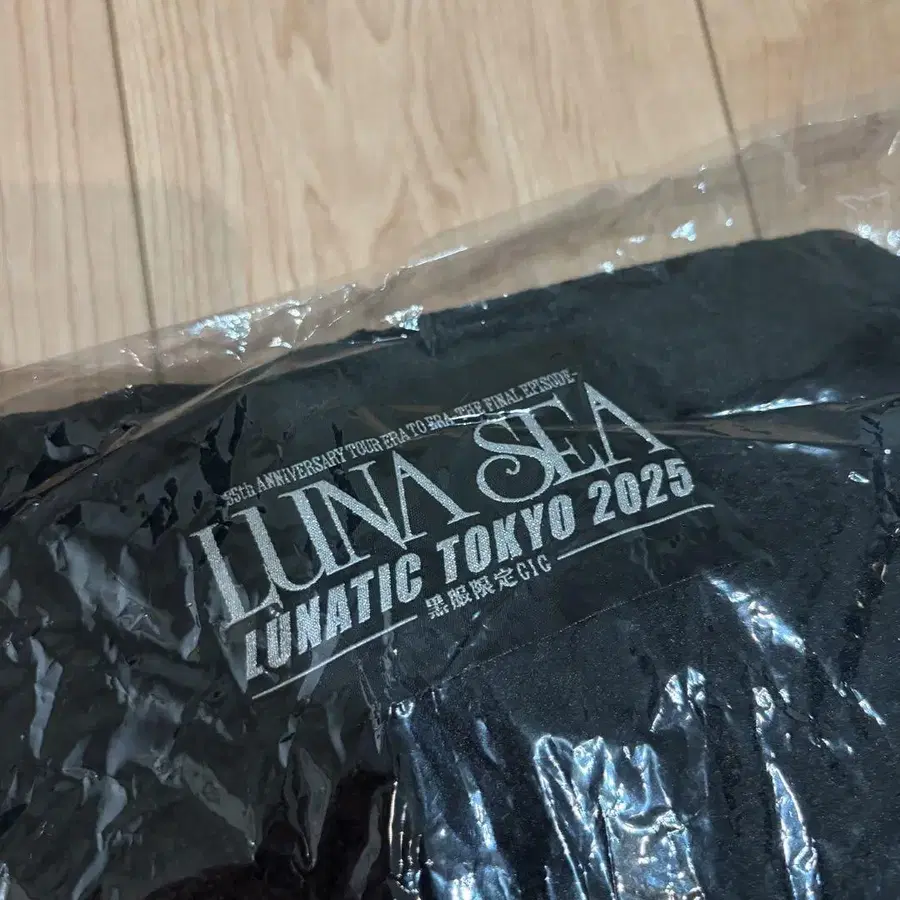 35th ANNIVERSARY TOUR ERA TO ERA -THE FINAL EPISODE-
LUNA SEA
LUNATIC TOKYO 2025
黒服限定GIG